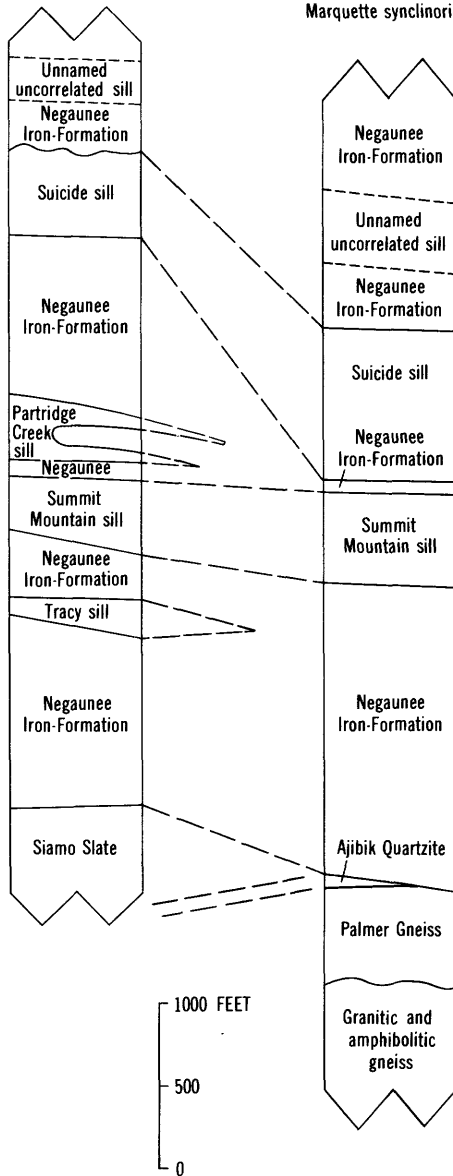 Marquette synclinori
Unnamed
uncorrelated sill
Negaunee
Iron-Formation
Suicide sill
Negaunee
Iron-Formation
Partridge
Creek
sill
Negaunee
Summit
Mountain sill
Negaunee
Iron-Formation
Tracy sill
Negaunee
Iron-Formation
Siamo Slate
Negaunee
Iron-Formation
Unnamed
uncorrelated sill
Negaunee
Iron-Formation
Suicide sill
Negaunee
Iron-Formation
Summit
Mountain sill
Negaunee
Iron-Formation
Ajibik Quartzite
Palmer Gneiss
Granitic and
amphibolitic
gneiss
1000 FEET
500
0